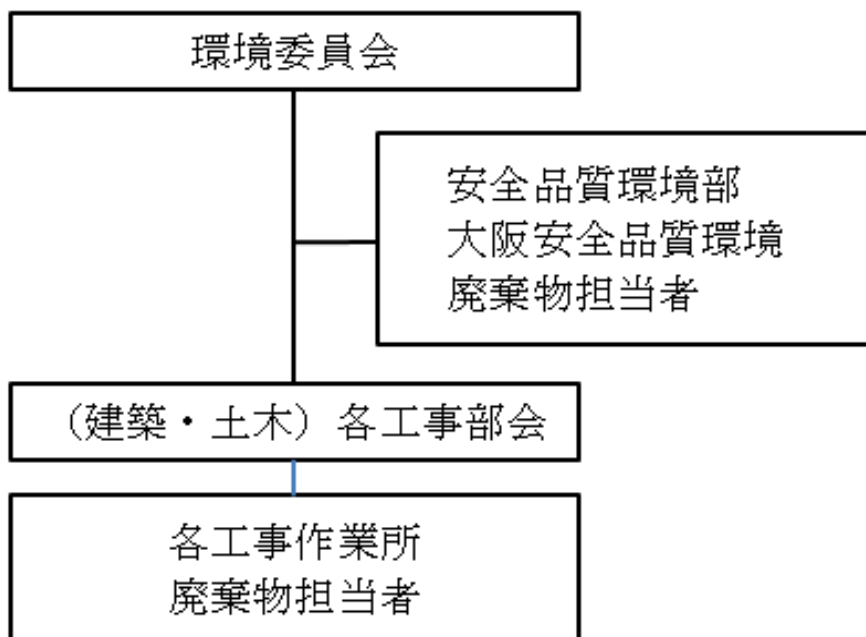 環境委員会
安全品質環境部
大阪安全品質環境
廃棄物担当者
（建築・土木）各工事部会
各工事作業所
廃棄物担当者